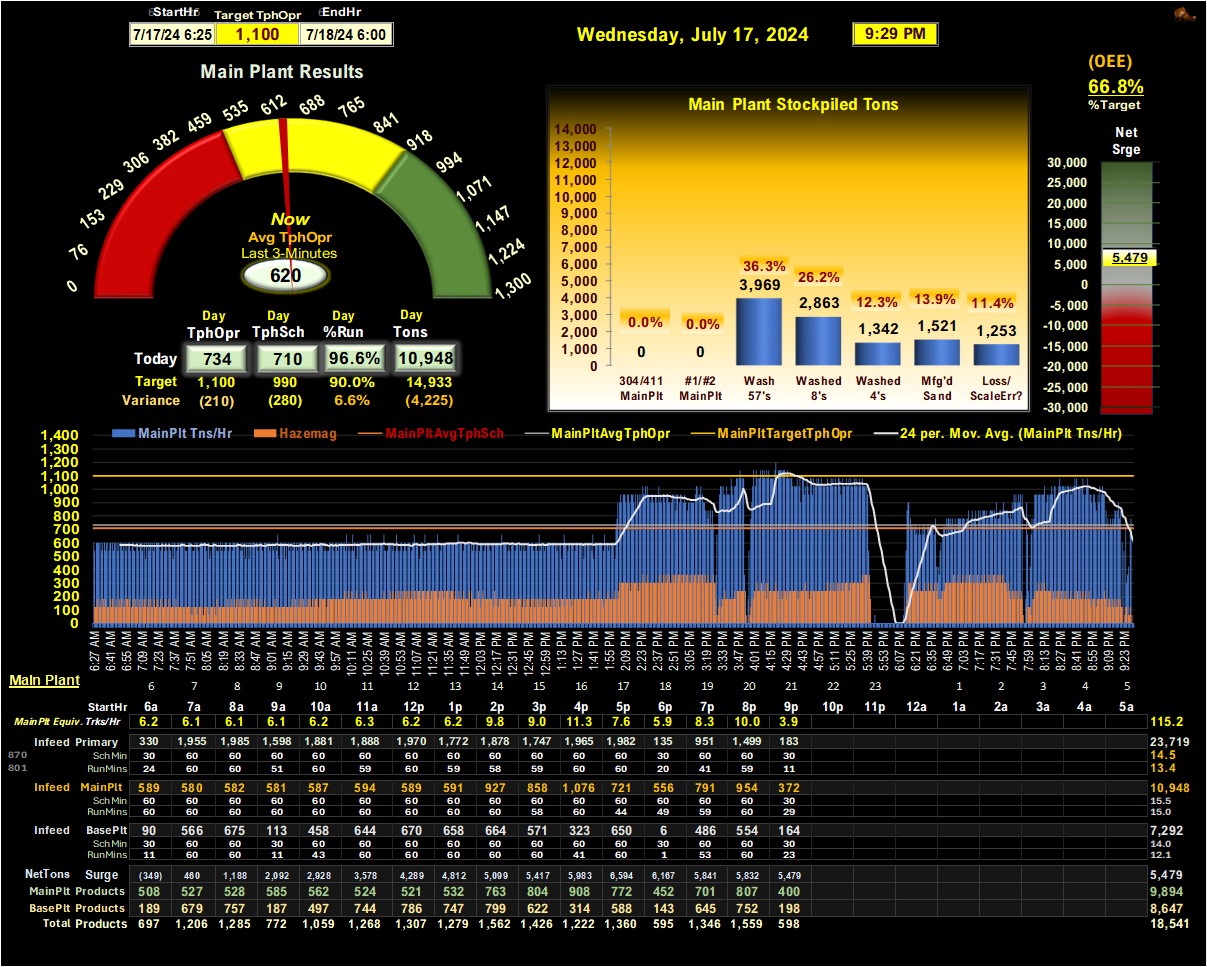 StartHr Target TphOpr EndHr
7/17/24 6:25 1,100 7/18/24 6:00
Wednesday, July 17, 2024 9:29 PM
(OEE)
66.8%
%Target
Main Plant Results
0 76 153 229 306 382 459 535 612 688 765 841 918 994 1,071 1,147 1,224 1,300
Now
Avg TphOpr
Last 3-Minutes
620
Day Day Day Day
TphOpr TphSch %Run Tons
Today 734 710 96.6% 10,948
Target 1,100 990 90.0% 14,933
Variance (210) (280) 6.6% (4,225)
Main Plant Stockpiled Tons
14,000
13,000
12,000
11,000
10,000
9,000
8,000
7,000
6,000
5,000
4,000
3,000
2,000
1,000
0
0.0% 0.0% 36.3% 26.2% 12.3% 13.9% 11.4%
0 0 3,969 2,863 1,342 1,521 1,253
304/411 #1/#2 Wash Washed Washed Mfg'd Loss/
MainPlt MainPlt 57's 8's 4's Sand ScaleErr?
Net
Srge
30,000
25,000
20,000
15,000
10,000
5,000
0
-5,000
-10,000
-15,000
-20,000
-25,000
-30,000
5,479
MainPlt Tns/Hr Hazemag MainPltAvgTphSch MainPltAvgTphOpr MainPltTargetTphOpr 24 per. Mov. Avg. (MainPlt Tns/Hr)
1,400
1,300
1,200
1,100
1,000
900
800
700
600
500
400
300
200
100
0
6:27 AM 6:41 AM 6:55 AM 7:09 AM 7:23 AM 7:37 AM 7:51 AM 8:05 AM 8:19 AM 8:33 AM 8:47 AM 9:01 AM 9:15 AM 9:29 AM 9:43 AM 9:57 AM 10:11 AM 10:25 AM 10:39 AM 10:53 AM 12:07 AM 11:21 AM 11:35 AM 11:49 AM 12:03 PM 12:17 PM 12:31 PM 12:45 PM 12:59 PM 1:13 PM 1:27 PM 1:41 PM 1:55 PM 2:09 PM 2:23 PM 2:37 PM 2:51 PM 3:05 PM 3:19 PM 3:33 PM 3:47 PM 4:01 PM 4:15 PM 4:29 PM 4:43 PM 4:57 PM 5:11 PM 5:25 PM 5:39 PM 5:53 PM 6:07 PM 6:21 PM 6:35 PM 6:49 PM 7:03 PM 7:17 PM 7:31 PM 7:45 PM 7:59 PM 8:13 PM 8:27 PM 8:41 PM 8:55 PM 9:09 PM 9:23 PM
Main Plant 6 7 8 9 10 11 12 13 14 15 16 17 18 19 20 21 22 23 1 2 3 4 5
StartHr 6a 7a 8a 9a 10a 11a 12p 1p 2p 3p 4p 5p 6p 7p 8p 9p 10p 11p 12a 1a 2a 3a 4a 5a
MainPlt Equiv. Trks/Hr 6.2 6.1 6.1 6.1 6.2 6.3 6.2 6.2 9.8 9.0 11.3 7.6 5.9 8.3 10.0 3.9 115.2
Infeed Primary 330 1,955 1,985 1,598 1,881 1,888 1,970 1,772 1,878 1,747 1,965 1,982 135 951 1,499 183 23,719
870 SchMin 30 60 60 60 60 60 60 60 60 60 60 60 30 60 60 30 14.5
801 RunMins 24 60 60 51 60 59 60 59 58 59 60 60 20 41 59 11 13.4
Infeed MainPlt 589 580 582 581 587 594 589 591 927 858 1,076 721 556 791 954 372 10,948
SchMin 60 60 60 60 60 60 60 60 60 60 60 60 60 60 60 30 15.5
RunMins 60 60 60 60 60 60 60 60 60 58 60 44 49 59 60 29 15.0
Infeed BasePlt 90 566 675 113 458 644 670 658 664 571 323 650 6 486 554 164 7,292
SchMin 30 60 60 30 60 60 60 60 60 60 60 60 30 60 60 30 14.0
RunMins 11 60 60 11 43 60 60 60 60 60 41 60 1 53 60 23 12.1
NetTons Surge (349) 460 1,188 2,092 2,928 3,578 4,289 4,812 5,099 5,417 5,983 6,594 6,167 5,841 5,832 5,479 5,479
MainPlt Products 508 527 528 585 562 524 521 532 763 804 908 772 452 701 807 400 9,894
BasePlt Products 189 679 757 187 497 744 786 747 799 622 314 588 143 645 752 198 8,647
Total Products 697 1,206 1,285 772 1,059 1,268 1,307 1,279 1,562 1,426 1,222 1,360 595 1,346 1,559 598 18,541